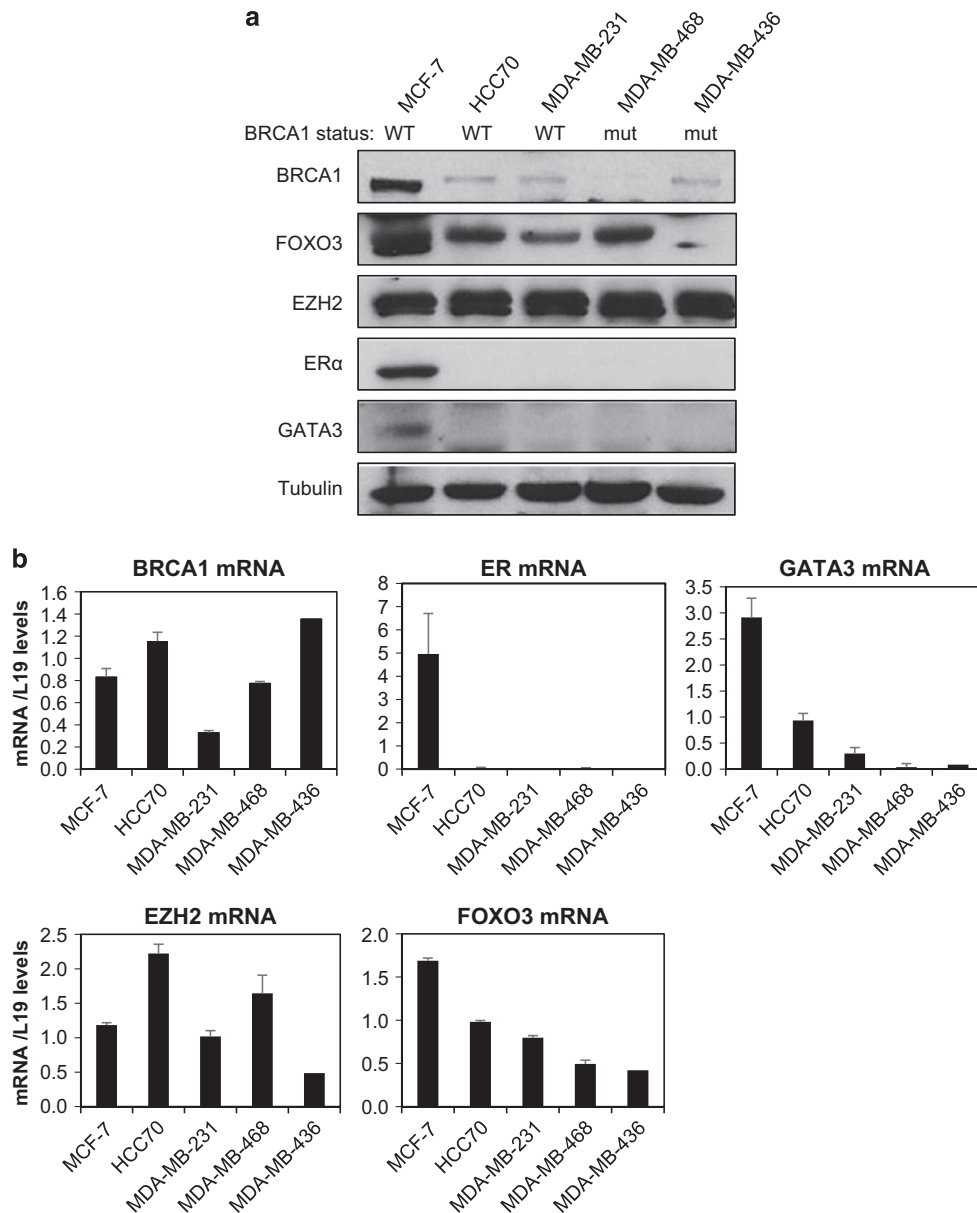 a
MCF-7
HCC70
MDA-MB-231
MDA-MB-468
MDA-MB-436
BRCA1 status: WT WT WT mut mut
BRCA1
FOXO3
EZH2
ERα
GATA3
Tubulin
b
BRCA1 mRNA
mRNA /L19 levels
1.6
1.4
1.2
1.0
0.8
0.6
0.4
0.2
0.0
MCF-7
HCC70
MDA-MB-231
MDA-MB-468
MDA-MB-436
ER mRNA
8
7
6
5
4
3
2
1
0
MCF-7
HCC70
MDA-MB-231
MDA-MB-468
MDA-MB-436
GATA3 mRNA
3.5
3.0
2.5
2.0
1.5
1.0
0.5
0.0
MCF-7
HCC70
MDA-MB-231
MDA-MB-468
MDA-MB-436
EZH2 mRNA
mRNA /L19 levels
2.5
2.0
1.5
1.0
0.5
0.0
MCF-7
HCC70
MDA-MB-231
MDA-MB-468
MDA-MB-436
FOXO3 mRNA
2.0
1.5
1.0
0.5
0.0
MCF-7
HCC70
MDA-MB-231
MDA-MB-468
MDA-MB-436